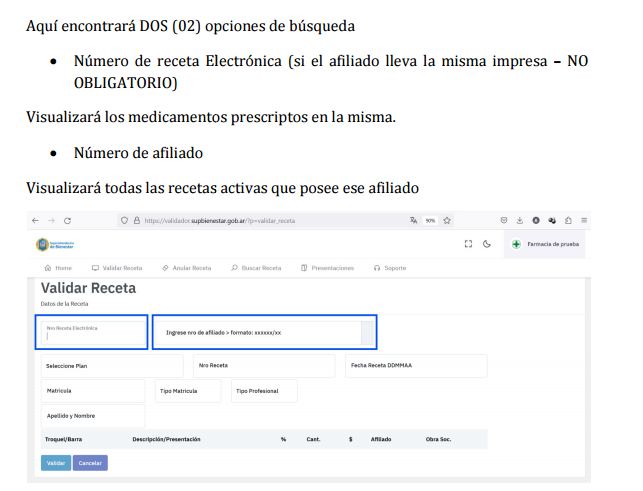 Aquí encontrará DOS (02) opciones de búsqueda
• Número de receta Electrónica (si el afiliado lleva la misma impresa – NO
OBLIGATORIO)
Visualizará los medicamentos prescriptos en la misma.
• Número de afiliado
Visualizará todas las recetas activas que posee ese afiliado
https://validador.supbienestar.gob.ar/?p=validar_receta 90%
Superintendencia
de Bienestar
Farmacia de prueba
Home Validar Receta Anular Receta Buscar Receta Presentaciones Soporte
Validar Receta
Datos de la Receta
Nro Receta Electrónica
Ingrese nro de afiliado > formato: xxxxxx/xx
Seleccione Plan Nro Receta Fecha Receta DDMMAA
Matricula Tipo Matricula Tipo Profesional
Apellido y Nombre
Troquel/Barra Descripción/Presentación % Cant. $ Afiliado Obra Soc.
Validar Cancelar